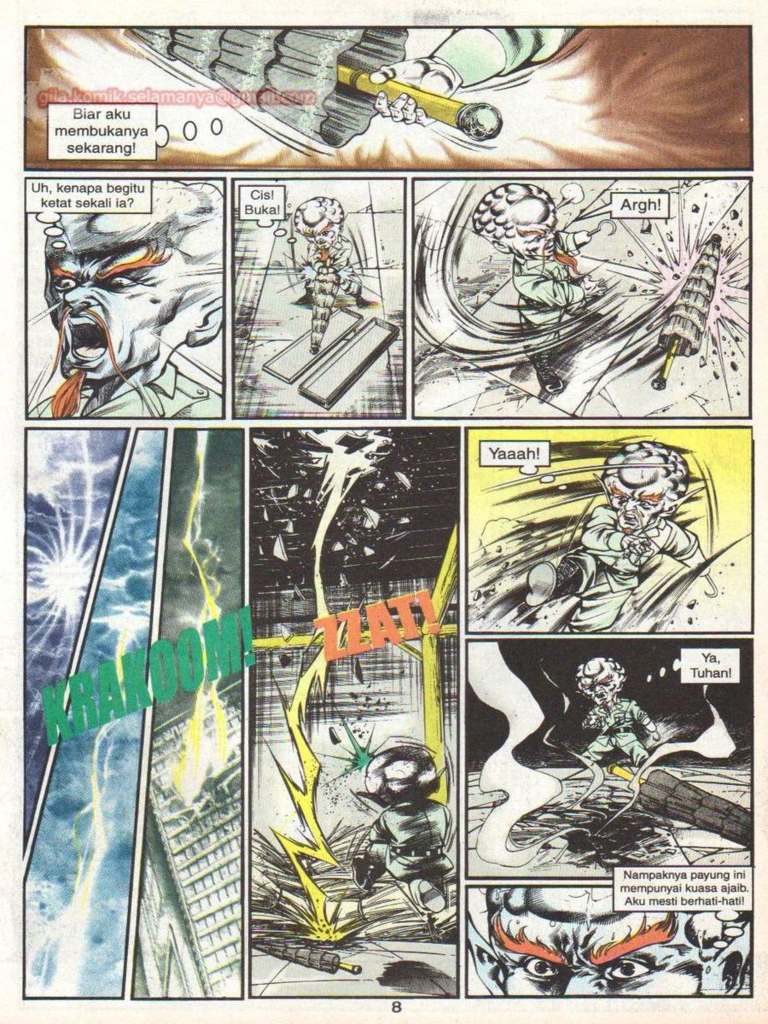 gila.komik.selamanya@gmail.com
Biar aku
membukanya
sekarang!
Uh, kenapa begitu
ketat sekali ia?
Cis!
Buka!
Argh!
KRAKOOM!
ZZAT!
Yaaah!
Ya,
Tuhan!
Nampaknya payung ini
mempunyai kuasa ajaib.
Aku mesti berhati-hati!
8